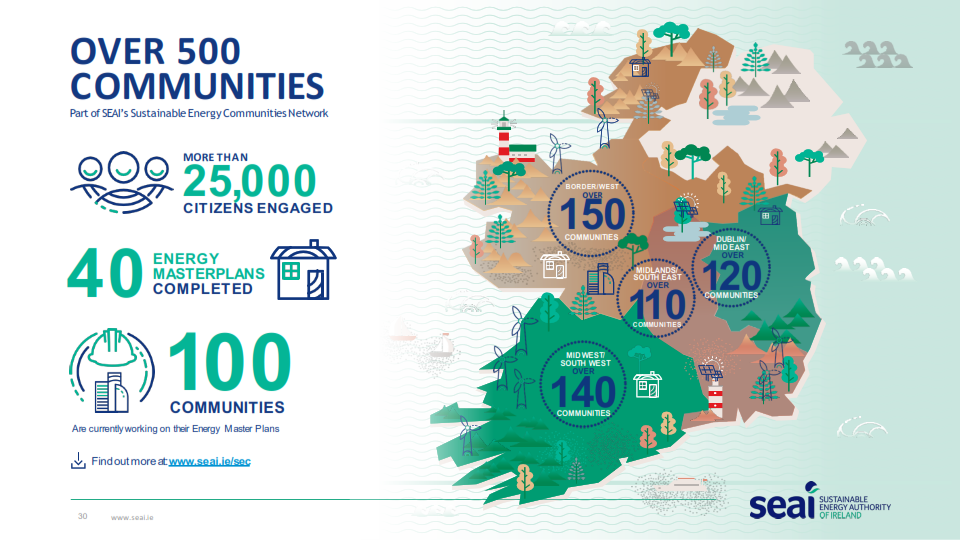 OVER 500
COMMUNITIES
Part of SEAI's Sustainable Energy Communities Network
MORE THAN
25,000
CITIZENS ENGAGED
40
ENERGY
MASTERPLANS
COMPLETED
100
COMMUNITIES
Are currently working on their Energy Master Plans
Find out more at: www.seai.ie/sec
30 www.seai.ie
BORDER/WEST
OVER
150
COMMUNITIES
DUBLIN/
MID EAST
OVER
120
COMMUNITIES
MIDLANDS/
SOUTH EAST
OVER
110
COMMUNITIES
MIDWEST/
SOUTH WEST
OVER
140
COMMUNITIES
seai
SUSTAINABLE
ENERGY AUTHORITY
OF IRELAND